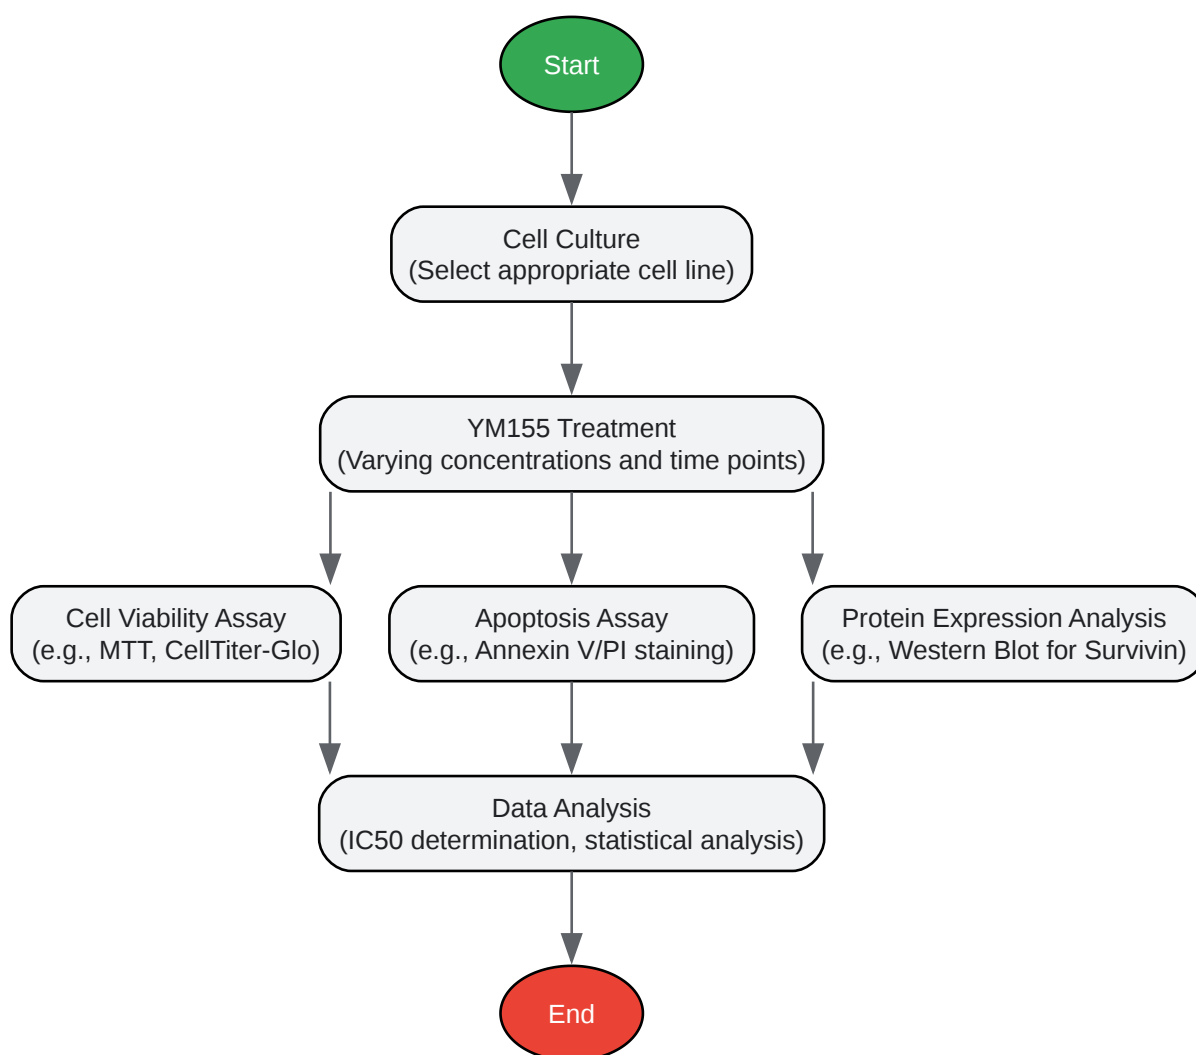 Start
Cell Culture
(Select appropriate cell line)
YM155 Treatment
(Varying concentrations and time points)
Cell Viability Assay
(e.g., MTT, CellTiter-Glo)
Apoptosis Assay
(e.g., Annexin V/PI staining)
Protein Expression Analysis
(e.g., Western Blot for Survivin)
Data Analysis
(IC50 determination, statistical analysis)
End